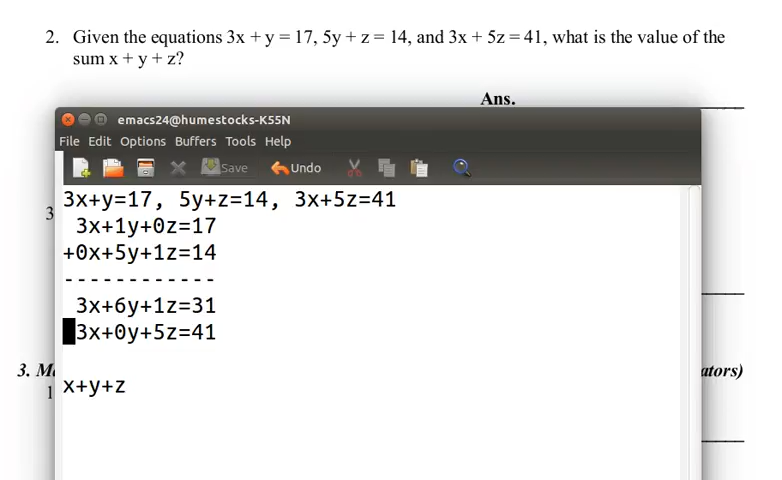 2. Given the equations 3x + y = 17, 5y + z = 14, and 3x + 5z = 41, what is the value of the
sum x + y + z?
Ans.
emacs24@humestocks-K55N
File Edit Options Buffers Tools Help
Save Undo
3x+y=17, 5y+z=14, 3x+5z=41
3
3x+1y+0z=17
+0x+5y+1z=14
------------
3x+6y+1z=31
3x+0y+5z=41
3. M ators)
1 x+y+z